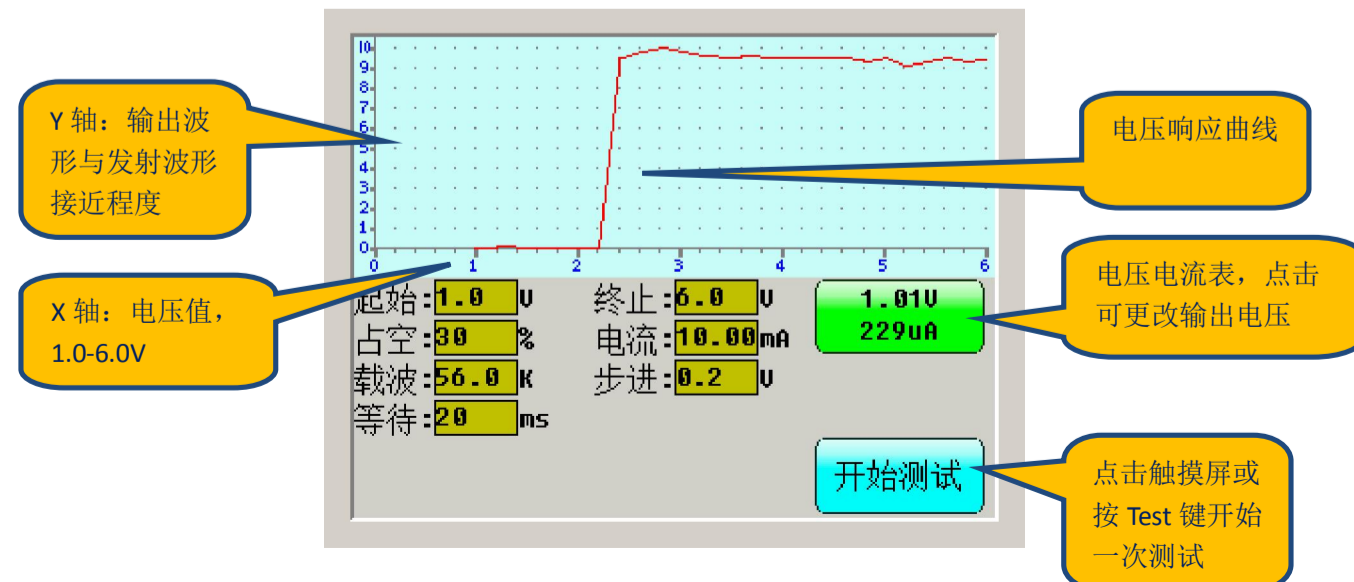 10
9
8
7
6
5
4
3
2
1
0
0 1 2 3 4 5 6
Y 轴：输出波
形与发射波形
接近程度
X 轴：电压值，
1.0-6.0V
电压响应曲线
电压电流表，点击
可更改输出电压
点击触摸屏或
按 Test 键开始
一次测试
起始:1.0 V 终止:6.0 V
占空:30 % 电流:10.00mA
载波:56.0 K 步进:0.2 V
等待:20 ms
1.01V
229uA
开始测试